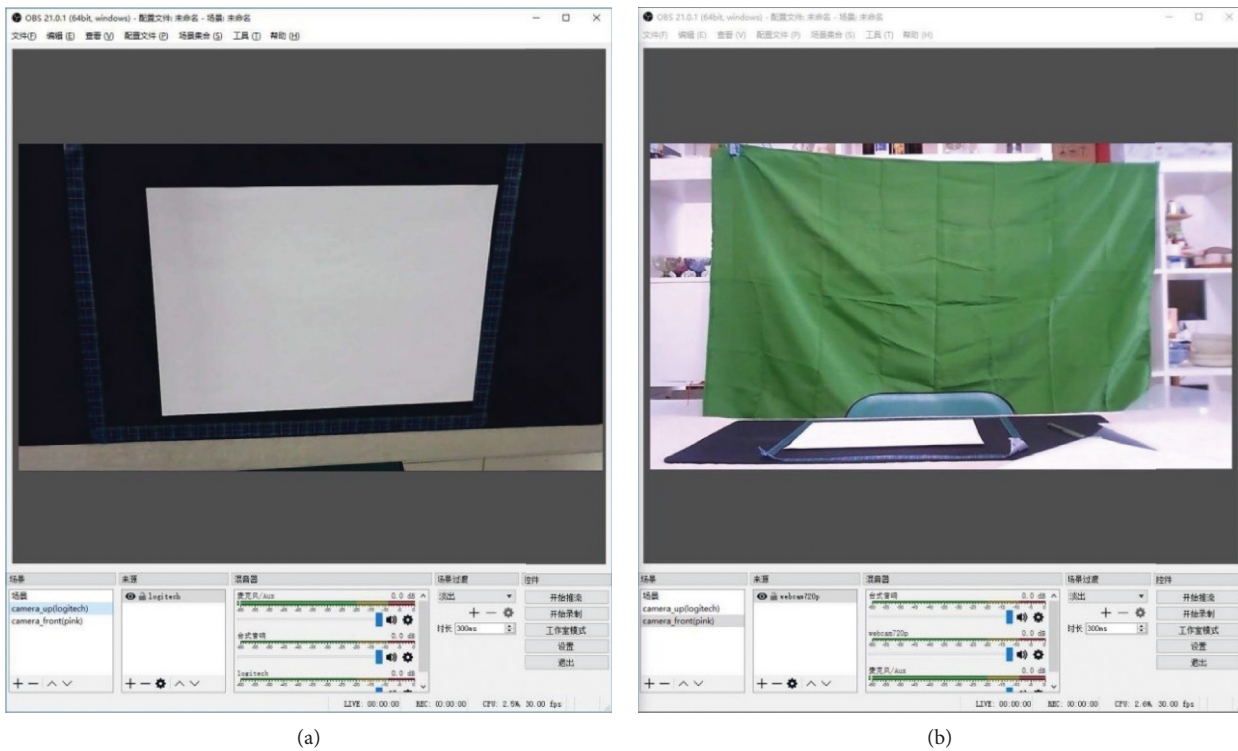 OBS 21.0.1 (64bit, windows) - 配置文件: 未命名 - 场景: 未命名
文件(F) 编辑 (E) 查看 (V) 配置文件 (P) 场景集合 (S) 工具 (T) 帮助 (H)
场景
来源
混音器
场景过渡
控件
场景
camera_up(logitech)
camera_front(pink)
logitech
麦克风/Aux 0.0 dB
台式音响 0.0 dB
logitech 0.0 dB
淡出
时长 300ms
开始推流
开始录制
工作室模式
设置
退出
LIVE: 00:00:00 REC: 00:00:00 CPU: 2.5%, 30.00 fps
(a)
OBS 21.0.1 (64bit, windows) - 配置文件: 未命名 - 场景: 未命名
文件(F) 编辑 (E) 查看 (V) 配置文件 (P) 场景集合 (S) 工具 (T) 帮助 (H)
场景
来源
混音器
场景过渡
控件
场景
camera_up(logitech)
camera_front(pink)
webcam720p
台式音响 0.0 dB
webcam720p 0.0 dB
麦克风/Aux 0.0 dB
淡出
时长 300ms
开始推流
开始录制
工作室模式
设置
退出
LIVE: 00:00:00 REC: 00:00:00 CPU: 2.6%, 30.00 fps
(b)